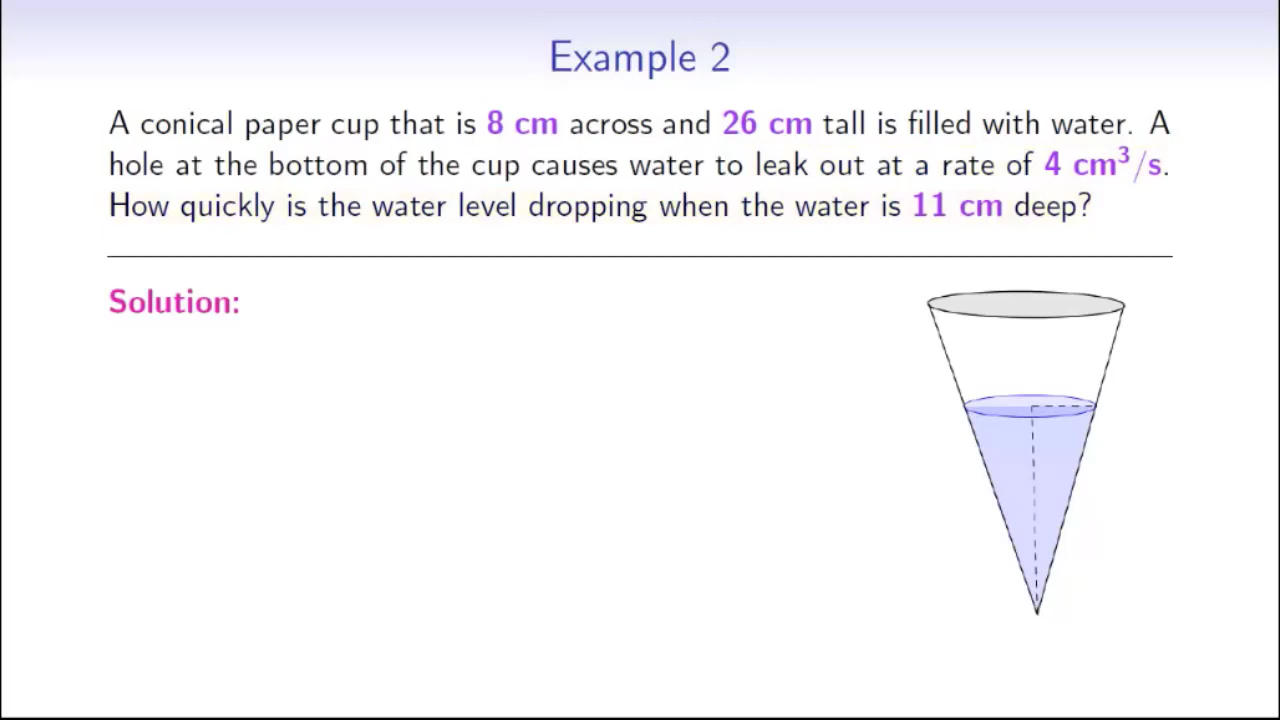 Example 2
A conical paper cup that is 8 cm across and 26 cm tall is filled with water. A
hole at the bottom of the cup causes water to leak out at a rate of 4 cm³/s.
How quickly is the water level dropping when the water is 11 cm deep?
Solution: